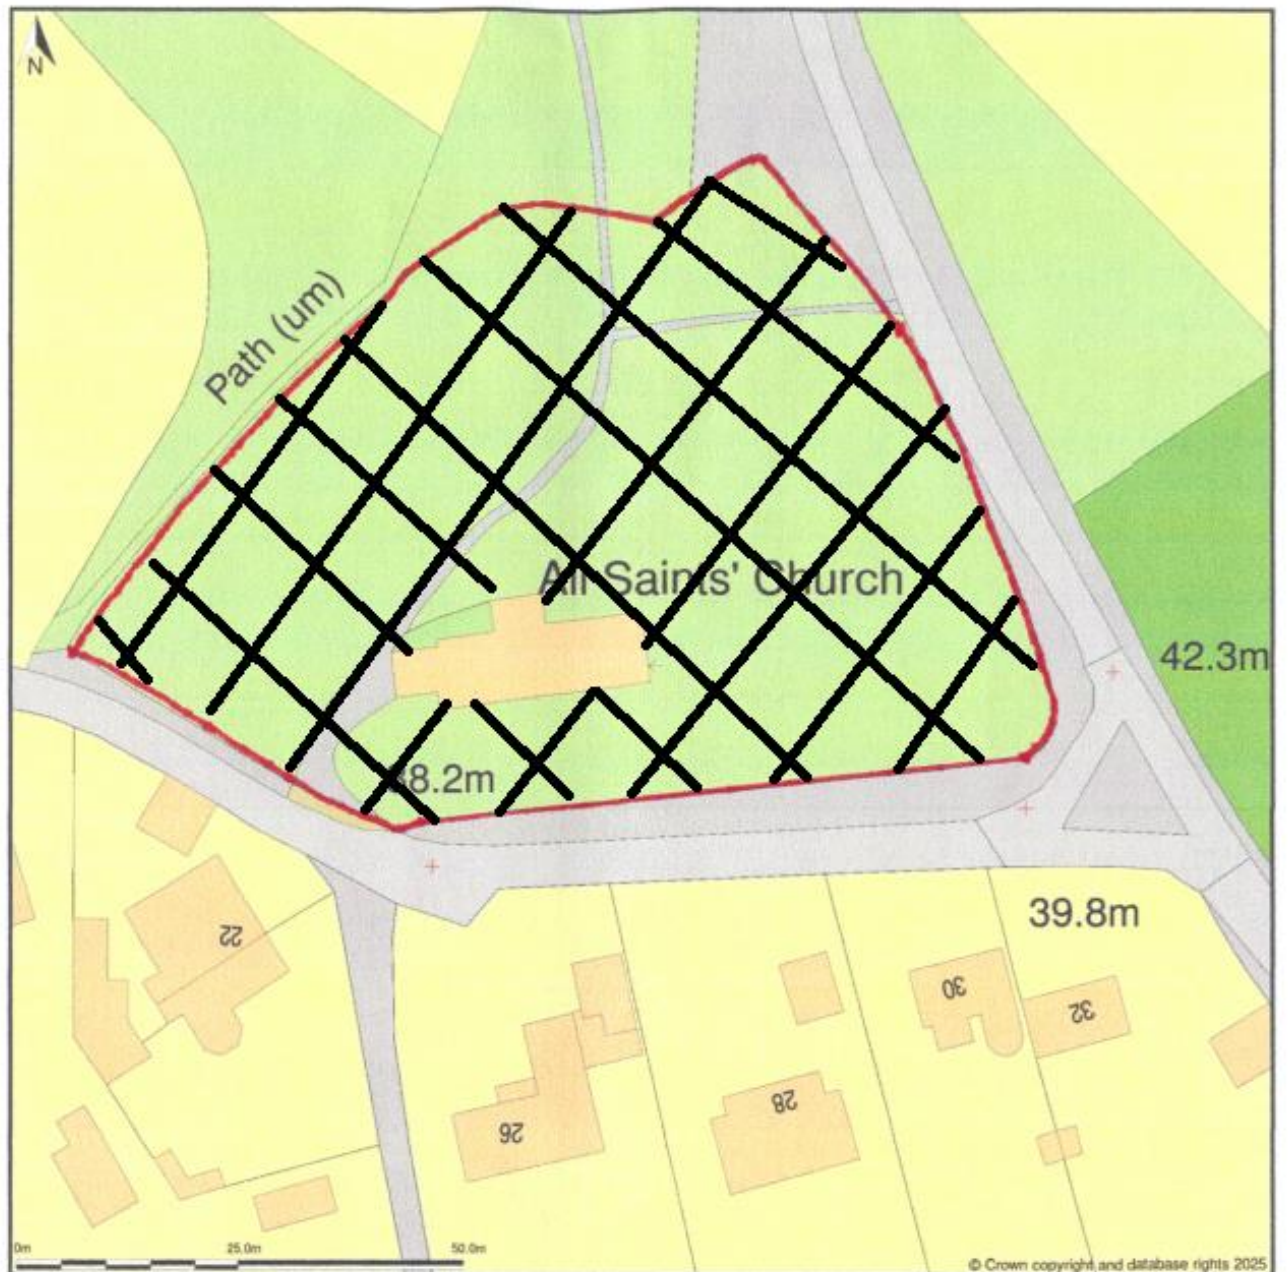 N
Path (um)
All Saints' Church
42.3m
38.2m
39.8m
22
30
32
28
26
0m 25.0m 50.0m
© Crown copyright and database rights 2025